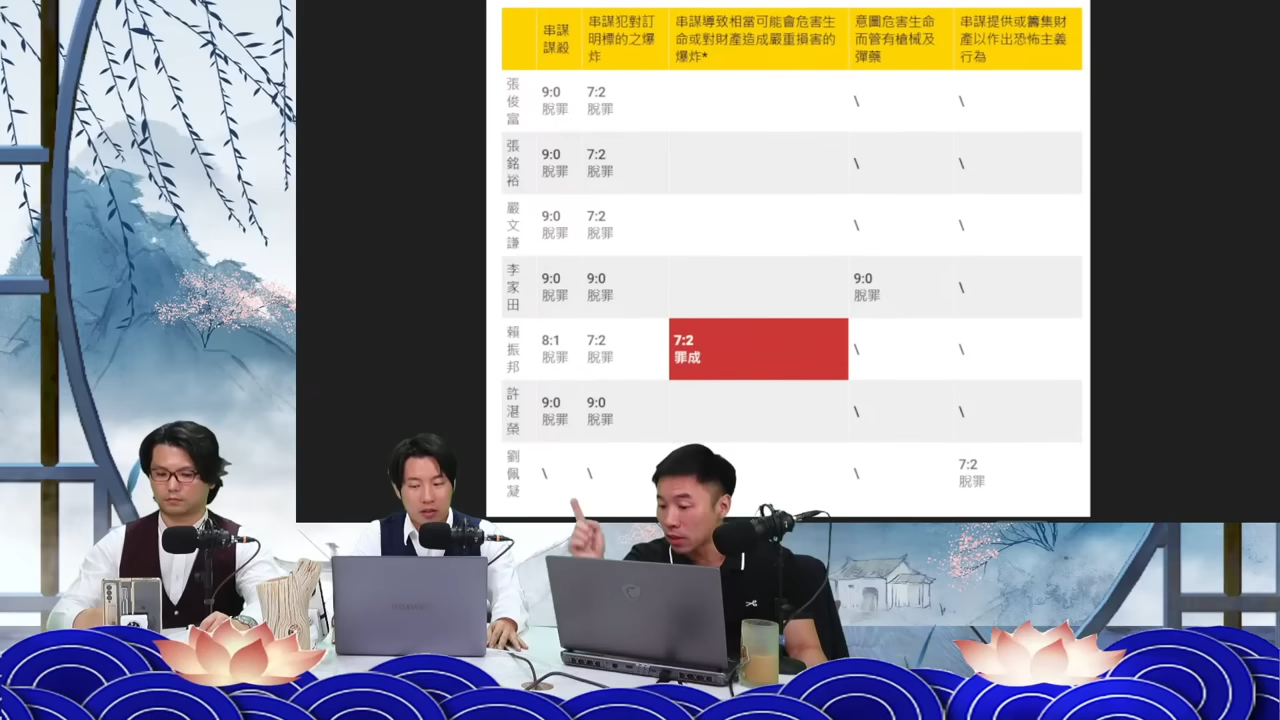 串謀
謀殺
串謀犯對訂
明標的之爆
炸
串謀導致相當可能會危害生
命或對財產造成嚴重損害的
爆炸*
意圖危害生命
而管有槍械及
彈藥
串謀提供或籌集財
產以作出恐怖主義
行為
張
俊
富
9:0
脫罪
7:2
脫罪
\
\
張
銘
裕
9:0
脫罪
7:2
脫罪
\
\
嚴
文
謙
9:0
脫罪
7:2
脫罪
\
\
李
家
田
9:0
脫罪
9:0
脫罪
9:0
脫罪
\
賴
振
邦
8:1
脫罪
7:2
脫罪
7:2
罪成
\
\
許
湛
榮
9:0
脫罪
9:0
脫罪
\
\
劉
佩
凝
\
\
\
7:2
脫罪